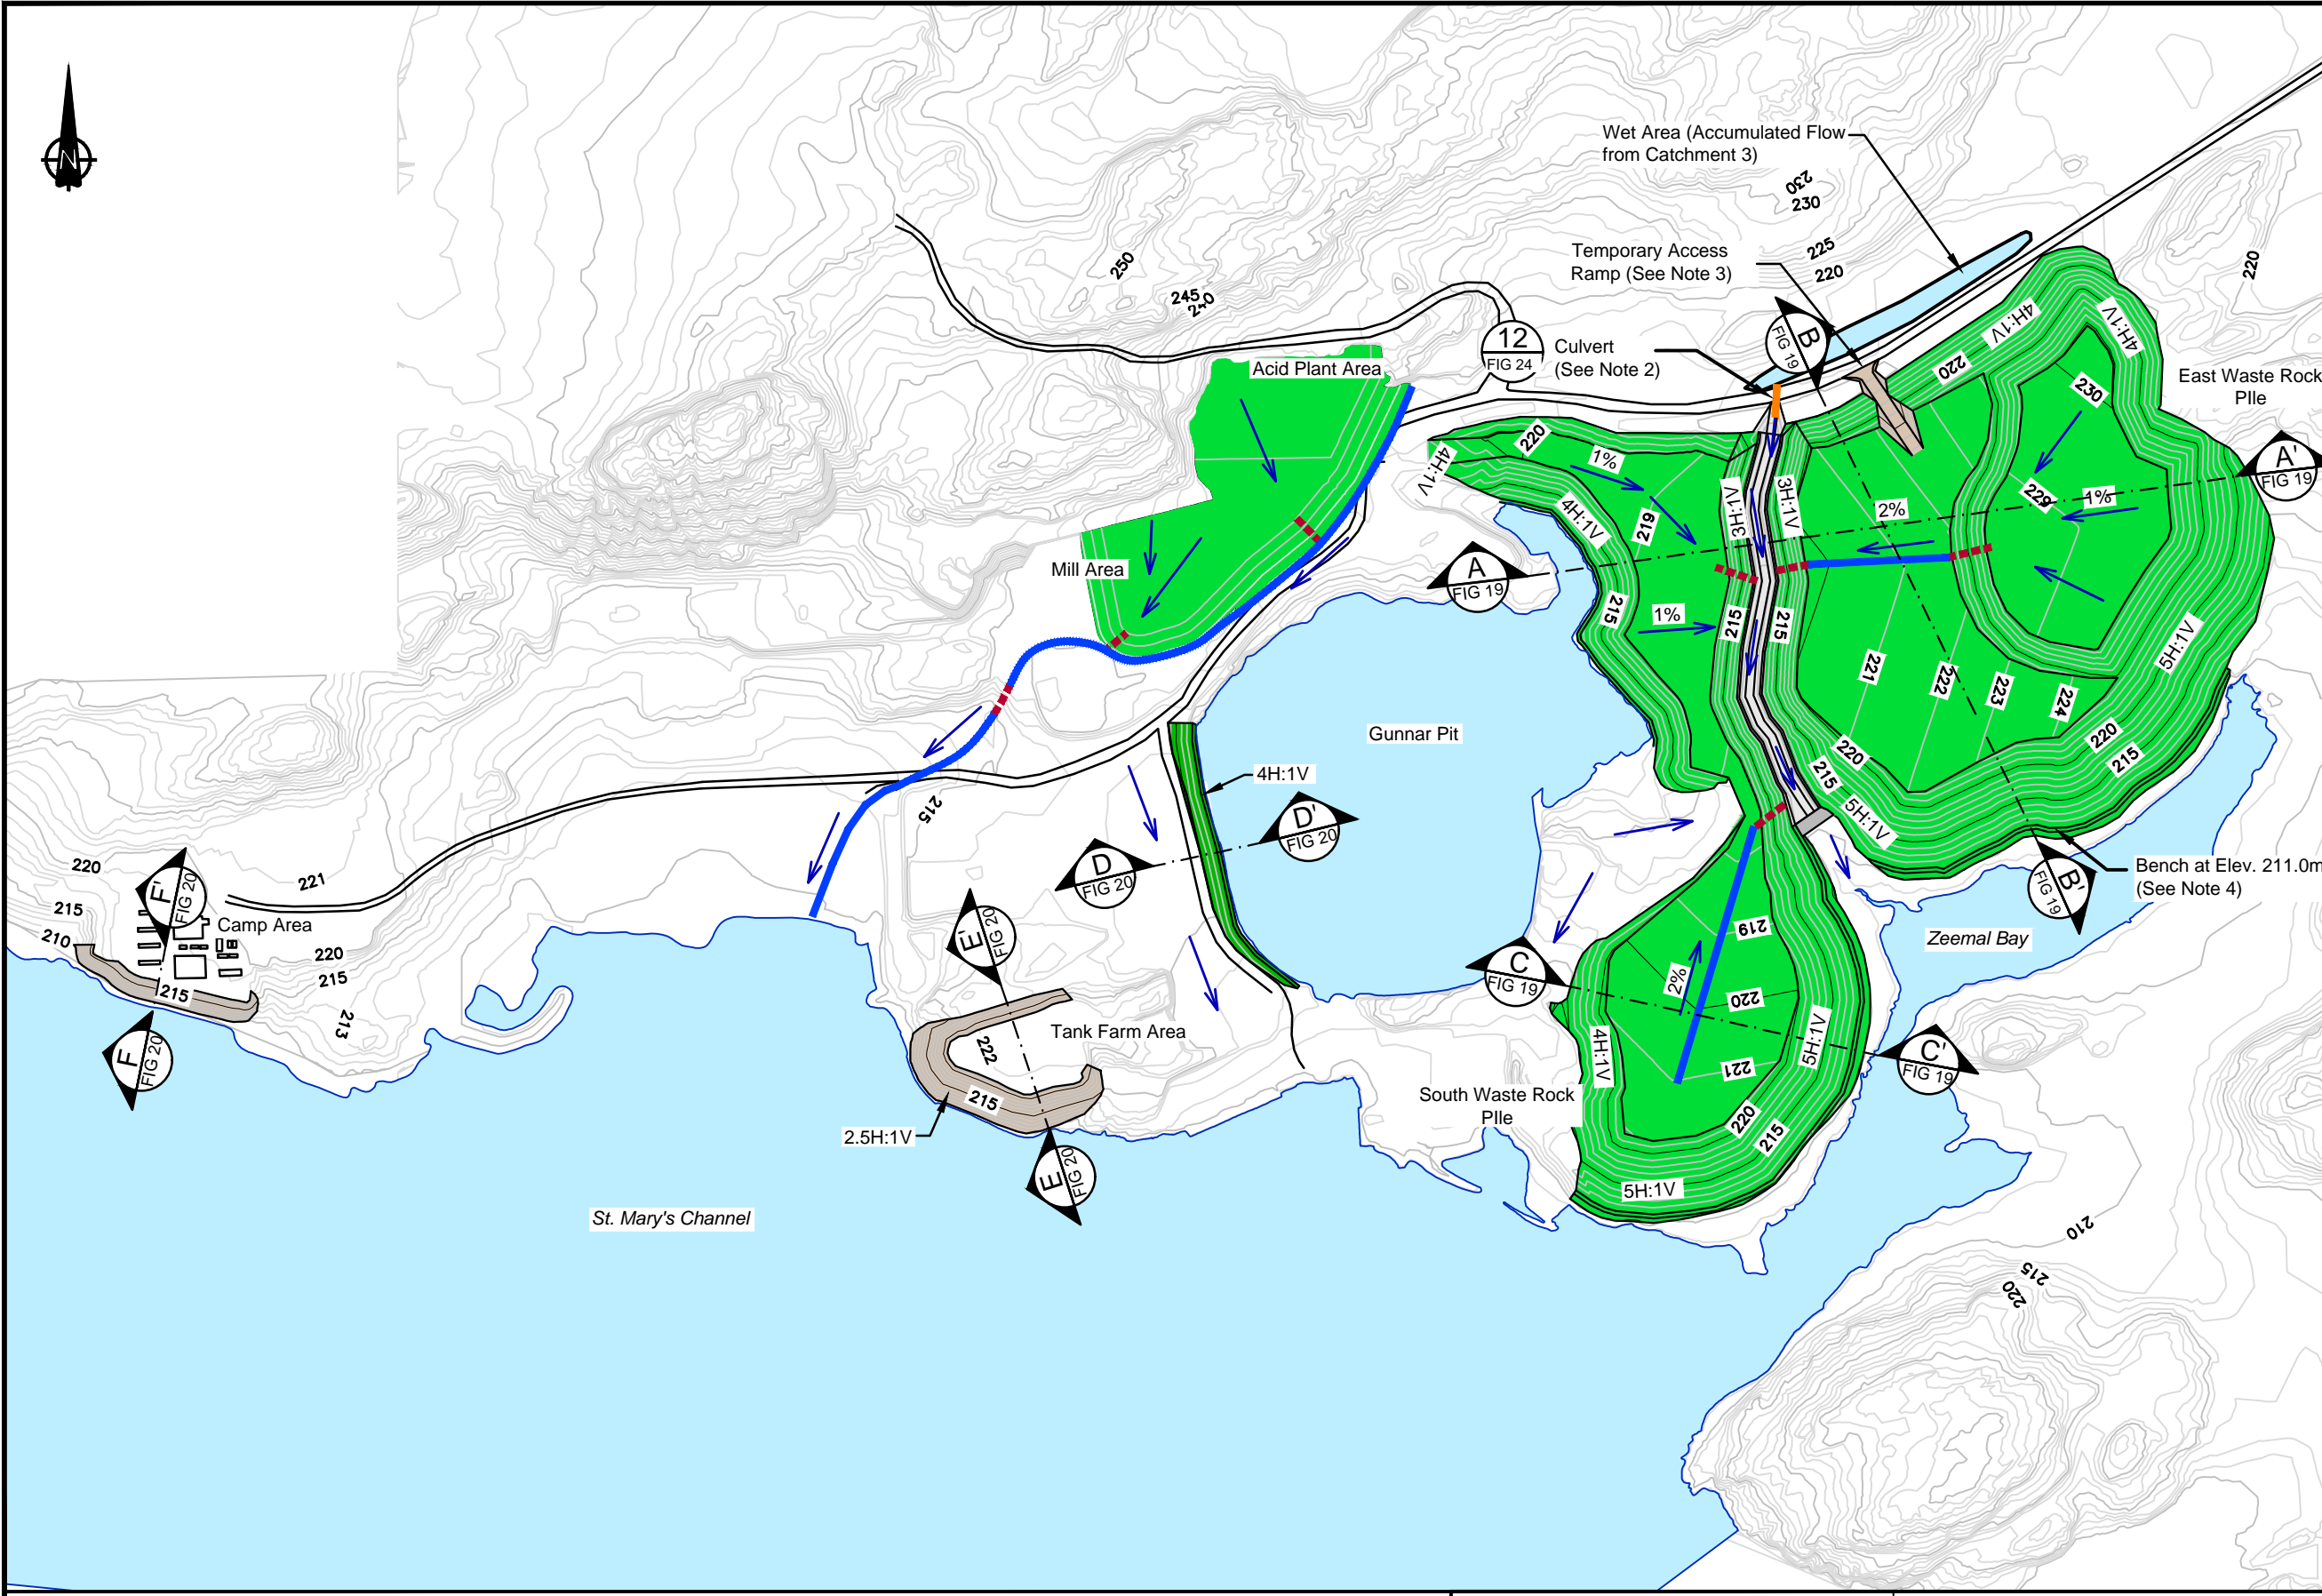 N
Wet Area (Accumulated Flow
from Catchment 3)
230
230
225
220
220
Temporary Access
Ramp (See Note 3)
250
245
240
12
FIG 24
Culvert
(See Note 2)
B
FIG 19
4H:1V
4H:1V
220
230
East Waste Rock
PIle
Acid Plant Area
220
1%
4H:1V
4H:1V
219
3H:1V
3H:1V
2%
229
1%
A'
FIG 19
Mill Area
A
FIG 19
215
1%
215
215
221
222
223
224
5H:1V
220
215
220
215
5H:1V
Gunnar Pit
4H:1V
D'
FIG 20
D
FIG 20
215
Bench at Elev. 211.0m
(See Note 4)
B'
FIG 19
Zeemal Bay
220
221
215
210
F'
FIG 20
Camp Area
220
215
215
213
F
FIG 20
E'
FIG 20
Tank Farm Area
222
215
2.5H:1V
E
FIG 20
C
FIG 19
219
2%
220
221
4H:1V
5H:1V
C'
FIG 19
South Waste Rock
PIle
220
215
5H:1V
St. Mary's Channel
210
215
220